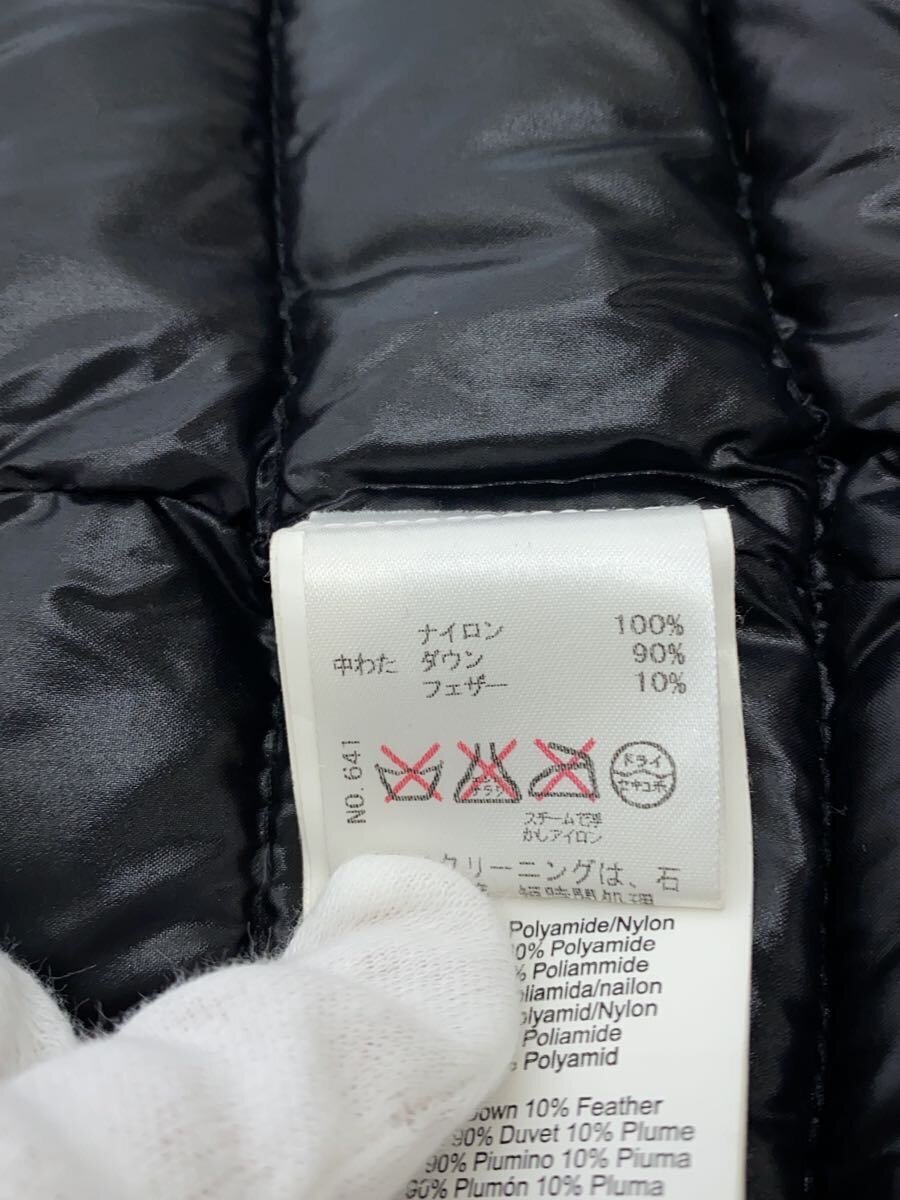 ナイロン 100%
中わた ダウン 90%
フェザー 10%
NO. 641
ドライ
スチームで浮
かしアイロン
クリーニングは、石
Polyamide/Nylon
0% Polyamide
% Poliammide
oliamida/nailon
olyamid/Nylon
Poliamide
Polyamid
Down 10% Feather
90% Duvet 10% Plume
90% Piumino 10% Piuma
90% Plumón 10% Pluma